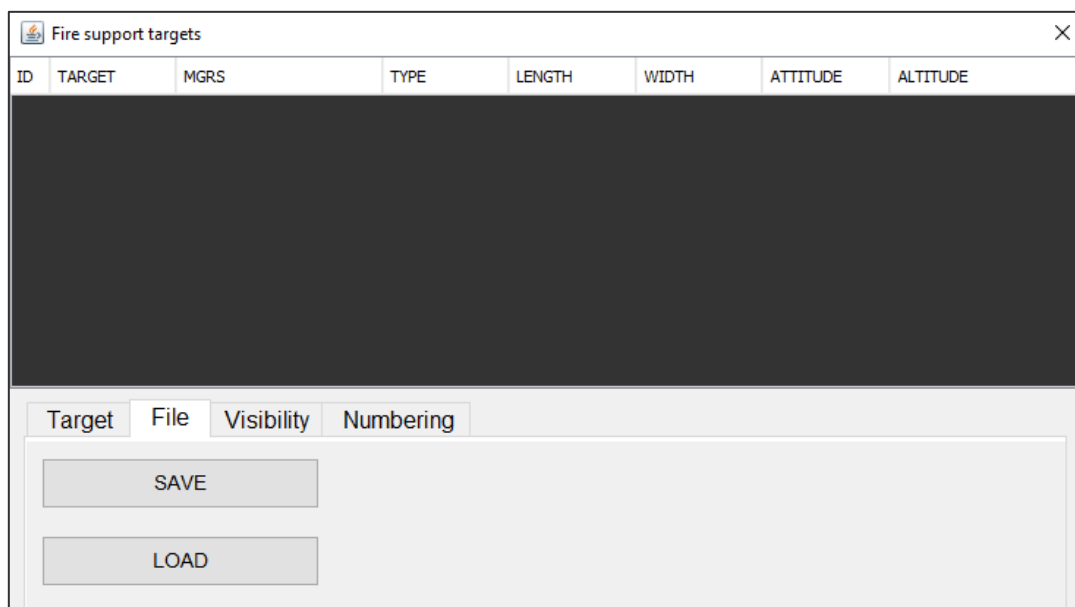 Fire support targets
ID TARGET MGRS TYPE LENGTH WIDTH ATTITUDE ALTITUDE
Target File Visibility Numbering
SAVE
LOAD